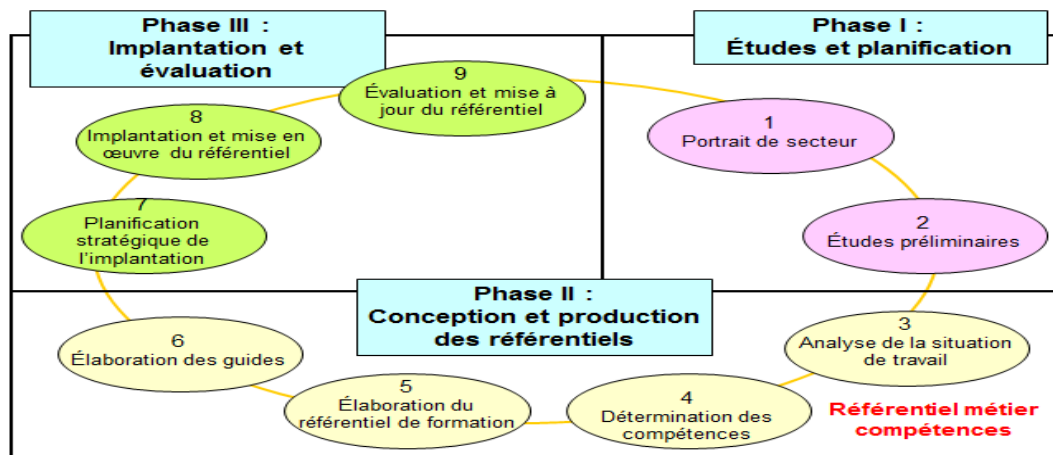 Phase III :
Implantation et
évaluation
Phase I :
Études et planification
9
Évaluation et mise à
jour du référentiel
8
Implantation et mise en
œuvre du référentiel
1
Portrait de secteur
7
Planification
stratégique de
l'implantation
2
Études préliminaires
Phase II :
Conception et production
des référentiels
6
Élaboration des guides
3
Analyse de la situation
de travail
5
Élaboration du
référentiel de formation
4
Détermination des
compétences
Référentiel métier
compétences